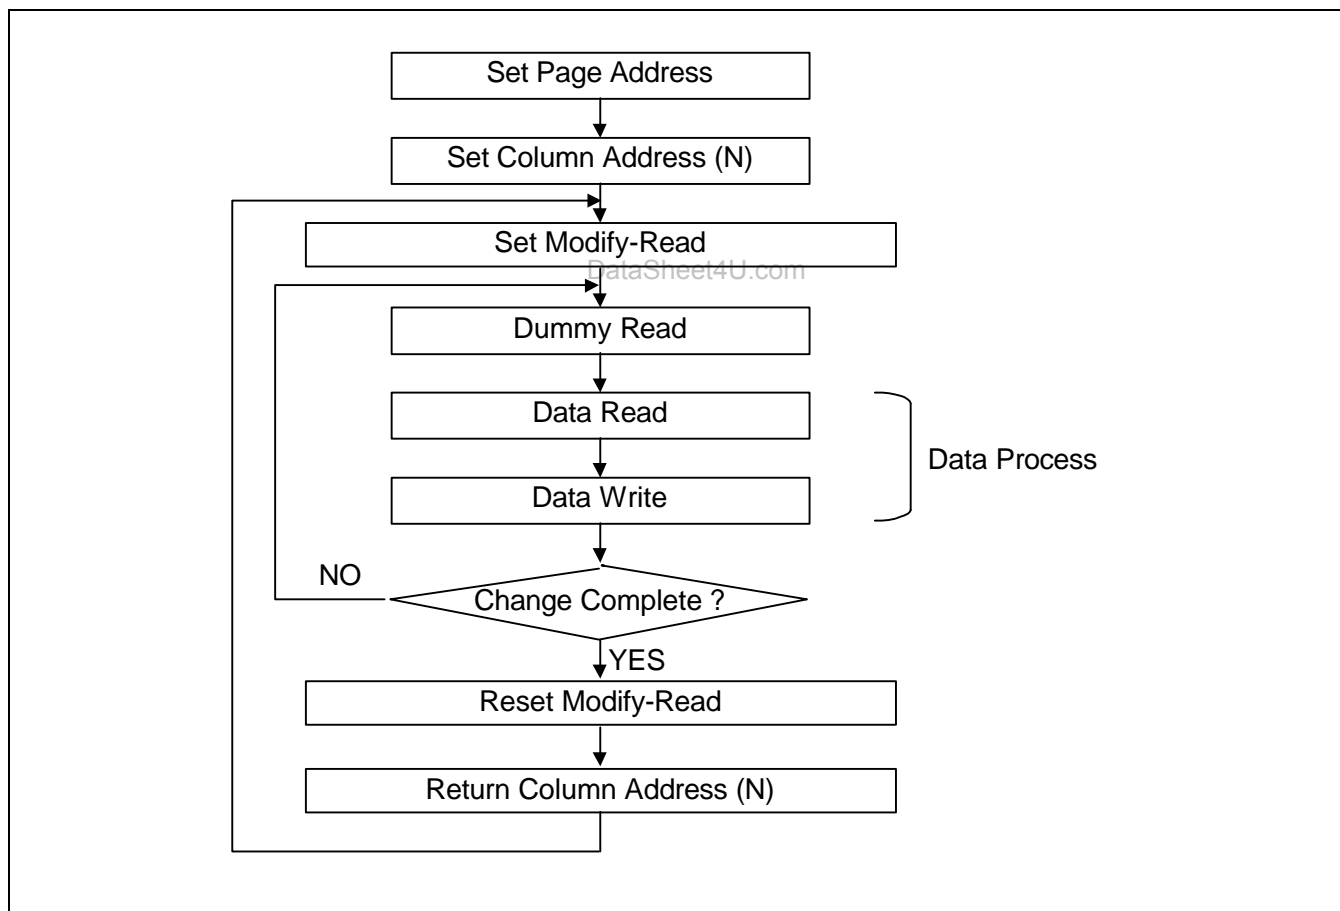 Set Page Address
Set Column Address (N)
Set Modify-Read
DataSheet4U.com
Dummy Read
Data Read
Data Process
Data Write
NO
Change Complete ?
YES
Reset Modify-Read
Return Column Address (N)